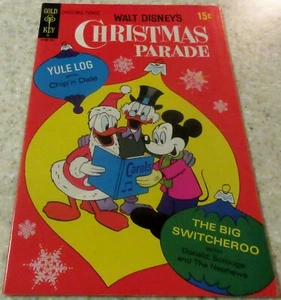 GOLD
KEY
WALT DISNEY'S
15¢
CHRISTMAS
PARADE
YULE LOG
Chip 'n' Dale
Carols
THE BIG
SWITCHEROO
Donald, Scrooge
and The Nephews